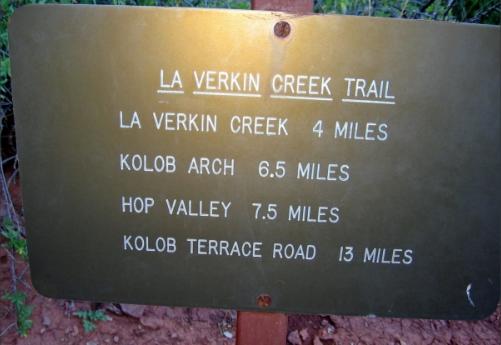 LA VERKIN CREEK TRAIL
LA VERKIN CREEK 4 MILES
KOLOB ARCH 6.5 MILES
HOP VALLEY 7.5 MILES
KOLOB TERRACE ROAD 13 MILES